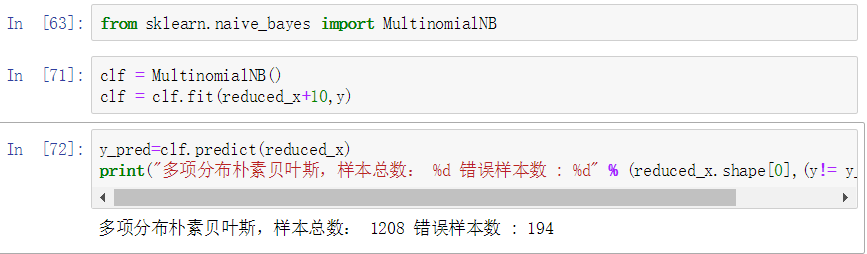 In [63]: from sklearn.naive_bayes import MultinomialNB
In [71]: clf = MultinomialNB()
clf = clf.fit(reduced_x+10,y)
In [72]: y_pred=clf.predict(reduced_x)
print("多项分布朴素贝叶斯，样本总数： %d 错误样本数 : %d" % (reduced_x.shape[0],(y!= y_
多项分布朴素贝叶斯，样本总数： 1208 错误样本数 : 194